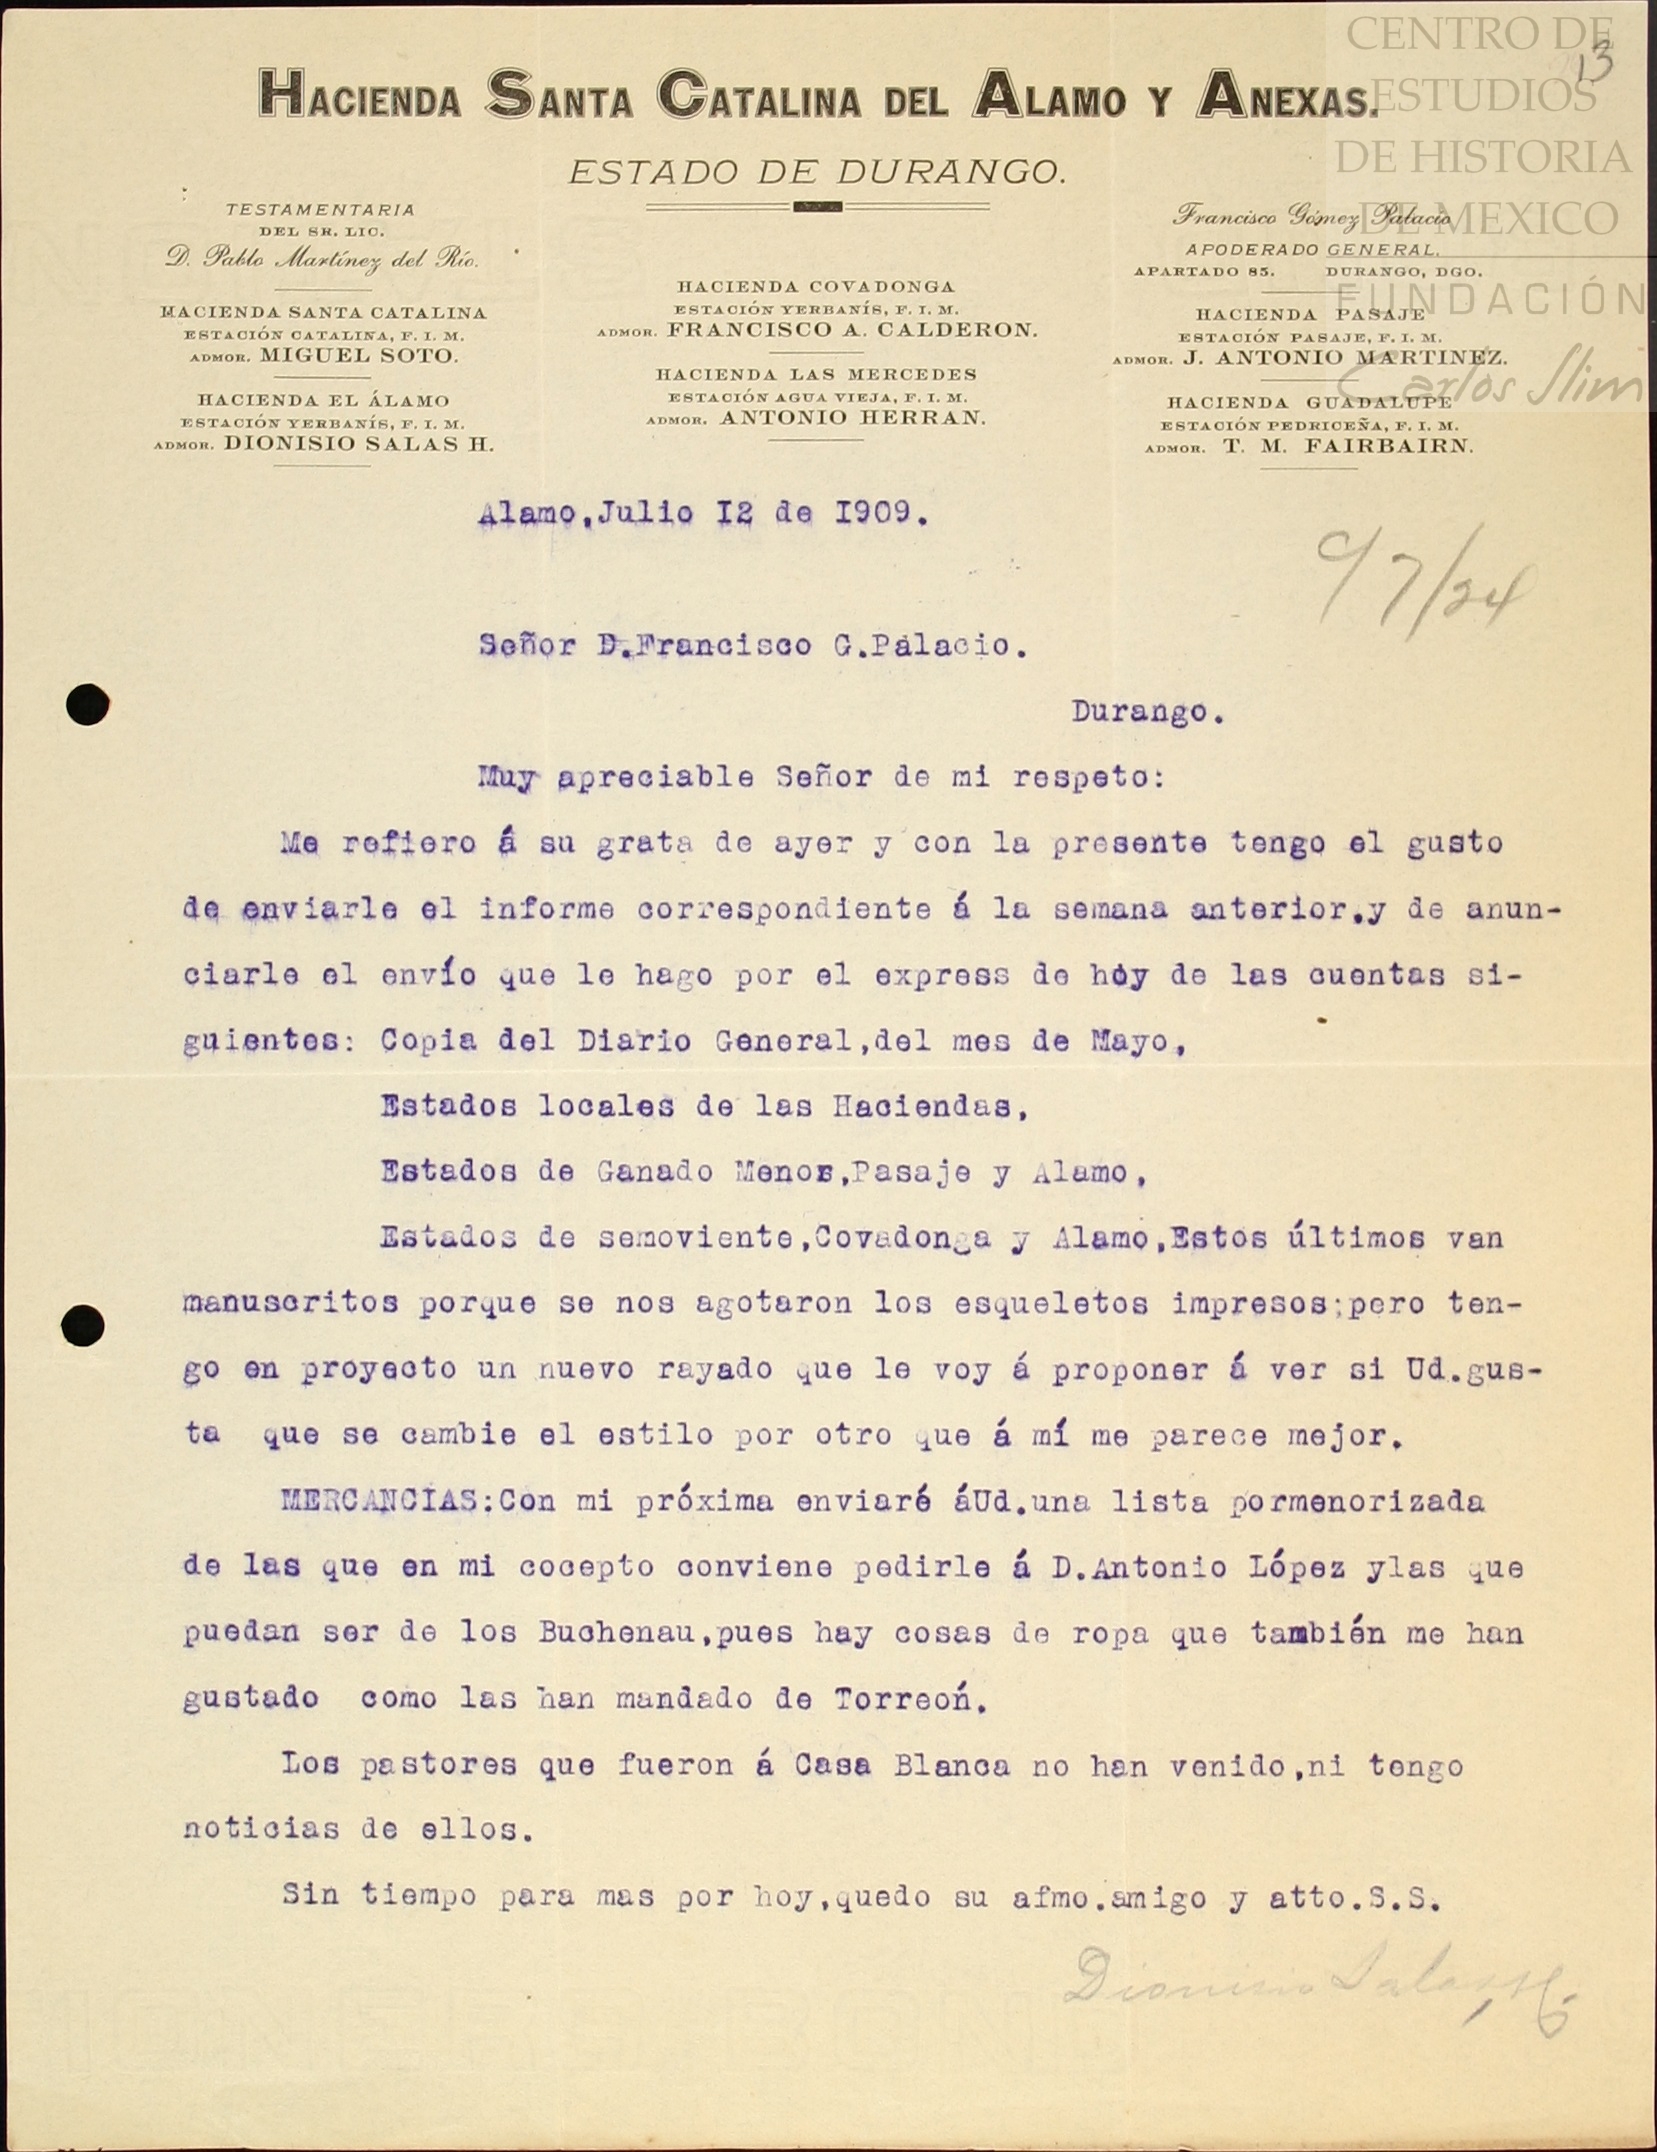 CENTRO DE
ESTUDIOS
DE HISTORIA
DE MEXICO
FUNDACIÓN
Carlos Slim
13
HACIENDA SANTA CATALINA DEL ALAMO Y ANEXAS.
ESTADO DE DURANGO.
TESTAMENTARIA
DEL SR. LIC.
D. Pablo Martínez del Río.
HACIENDA SANTA CATALINA
ESTACIÓN CATALINA, F. I. M.
ADMOR. MIGUEL SOTO.
HACIENDA EL ÁLAMO
ESTACIÓN YERBANÍS, F. I. M.
ADMOR. DIONISIO SALAS H.
HACIENDA COVADONGA
ESTACIÓN YERBANÍS, F. I. M.
ADMOR. FRANCISCO A. CALDERON.
HACIENDA LAS MERCEDES
ESTACIÓN AGUA VIEJA, F. I. M.
ADMOR. ANTONIO HERRAN.
Francisco Gómez Palacio
APODERADO GENERAL.
APARTADO 85. DURANGO, DGO.
HACIENDA PASAJE
ESTACIÓN PASAJE, F. I. M.
ADMOR. J. ANTONIO MARTINEZ.
HACIENDA GUADALUPE
ESTACIÓN PEDRICEÑA, F. I. M.
ADMOR. T. M. FAIRBAIRN.
Alamo,Julio I2 de I909.
97/24
Señor D.Francisco G.Palacio.
Durango.
Muy apreciable Señor de mi respeto:
Me refiero á su grata de ayer y con la presente tengo el gusto
de enviarle el informe correspondiente á la semana anterior,y de anun-
ciarle el envío que le hago por el express de hoy de las cuentas si-
guientes: Copia del Diario General,del mes de Mayo,
Estados locales de las Haciendas,
Estados de Ganado Menor,Pasaje y Alamo,
Estados de semoviente,Covadonga y Alamo,Estos últimos van
manuscritos porque se nos agotaron los esqueletos impresos;pero ten-
go en proyecto un nuevo rayado que le voy á proponer á ver si Ud.gus-
ta que se cambie el estilo por otro que á mí me parece mejor.
MERCANCIAS:Con mi próxima enviaré áUd.una lista pormenorizada
de las que en mi cocepto conviene pedirle á D.Antonio López ylas que
puedan ser de los Buchenau,pues hay cosas de ropa que también me han
gustado como las han mandado de Torreoń.
Los pastores que fueron á Casa Blanca no han venido,ni tengo
noticias de ellos.
Sin tiempo para mas por hoy,quedo su afmo.amigo y atto.S.S.
Dionisio Salas H.